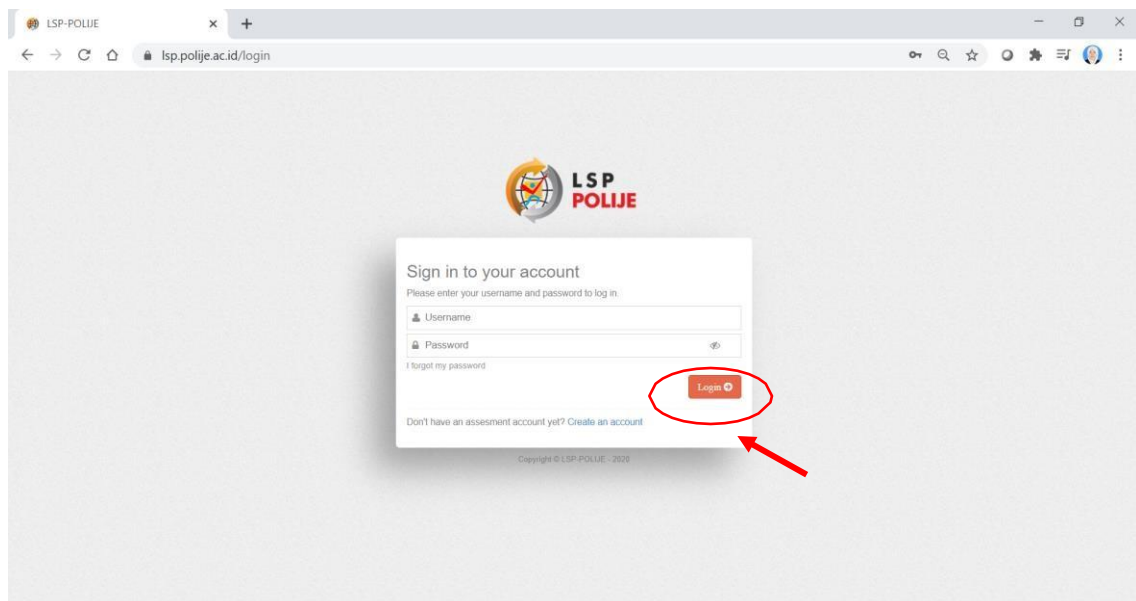 LSP-POLIJE
lsp.polije.ac.id/login
LSP
POLIJE
Sign in to your account
Please enter your username and password to log in.
Username
Password
I forgot my password
Login
Don't have an assesment account yet? Create an account
Copyright © LSP-POLIJE - 2020